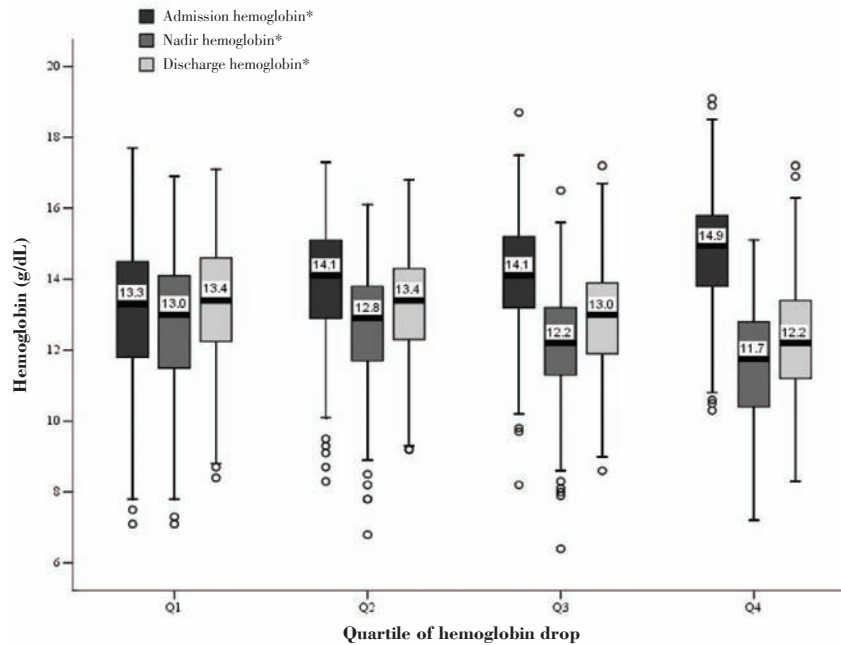 Admission hemoglobin*
Nadir hemoglobin*
Discharge hemoglobin*
20
18
16
14
12
10
8
6
Hemoglobin (g/dL)
13.3
13.0
13.4
14.1
12.8
13.4
14.1
12.2
13.0
14.9
11.7
12.2
Q1
Q2
Q3
Q4
Quartile of hemoglobin drop